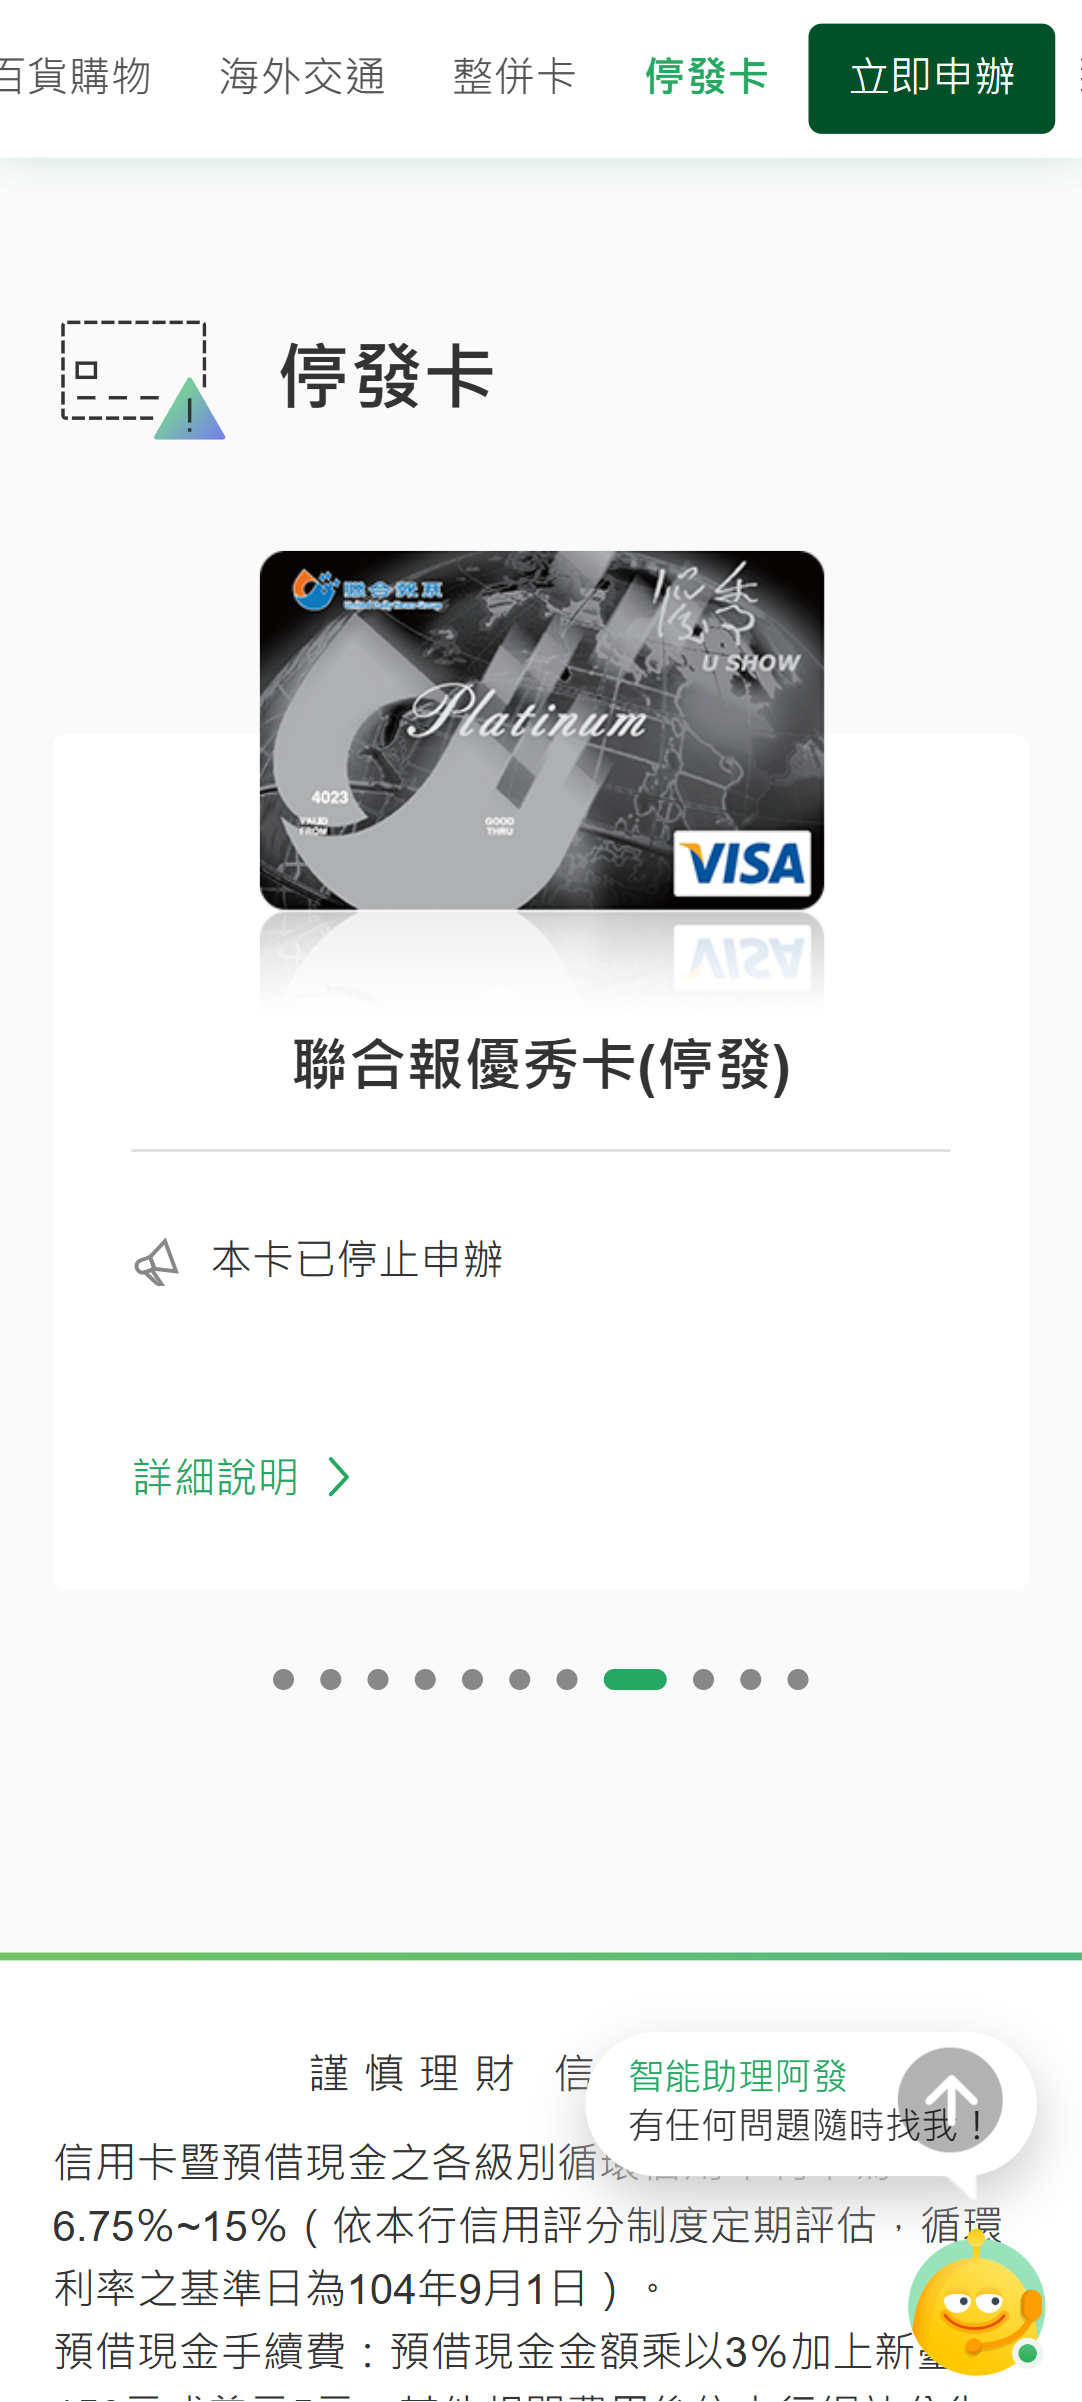 百貨購物 海外交通 整併卡 停發卡 立即申辦
停發卡
聯合報系
優秀
U SHOW
Platinum
4023
VALID FROM
GOOD THRU
VISA
聯合報優秀卡(停發)
本卡已停止申辦
詳細說明
謹慎理財 信
智能助理阿發
有任何問題隨時找我！
信用卡暨預借現金之各級別循環信用
6.75%~15%（依本行信用評分制度定期評估，循環
利率之基準日為104年9月1日）。
預借現金手續費：預借現金金額乘以3%加上新臺